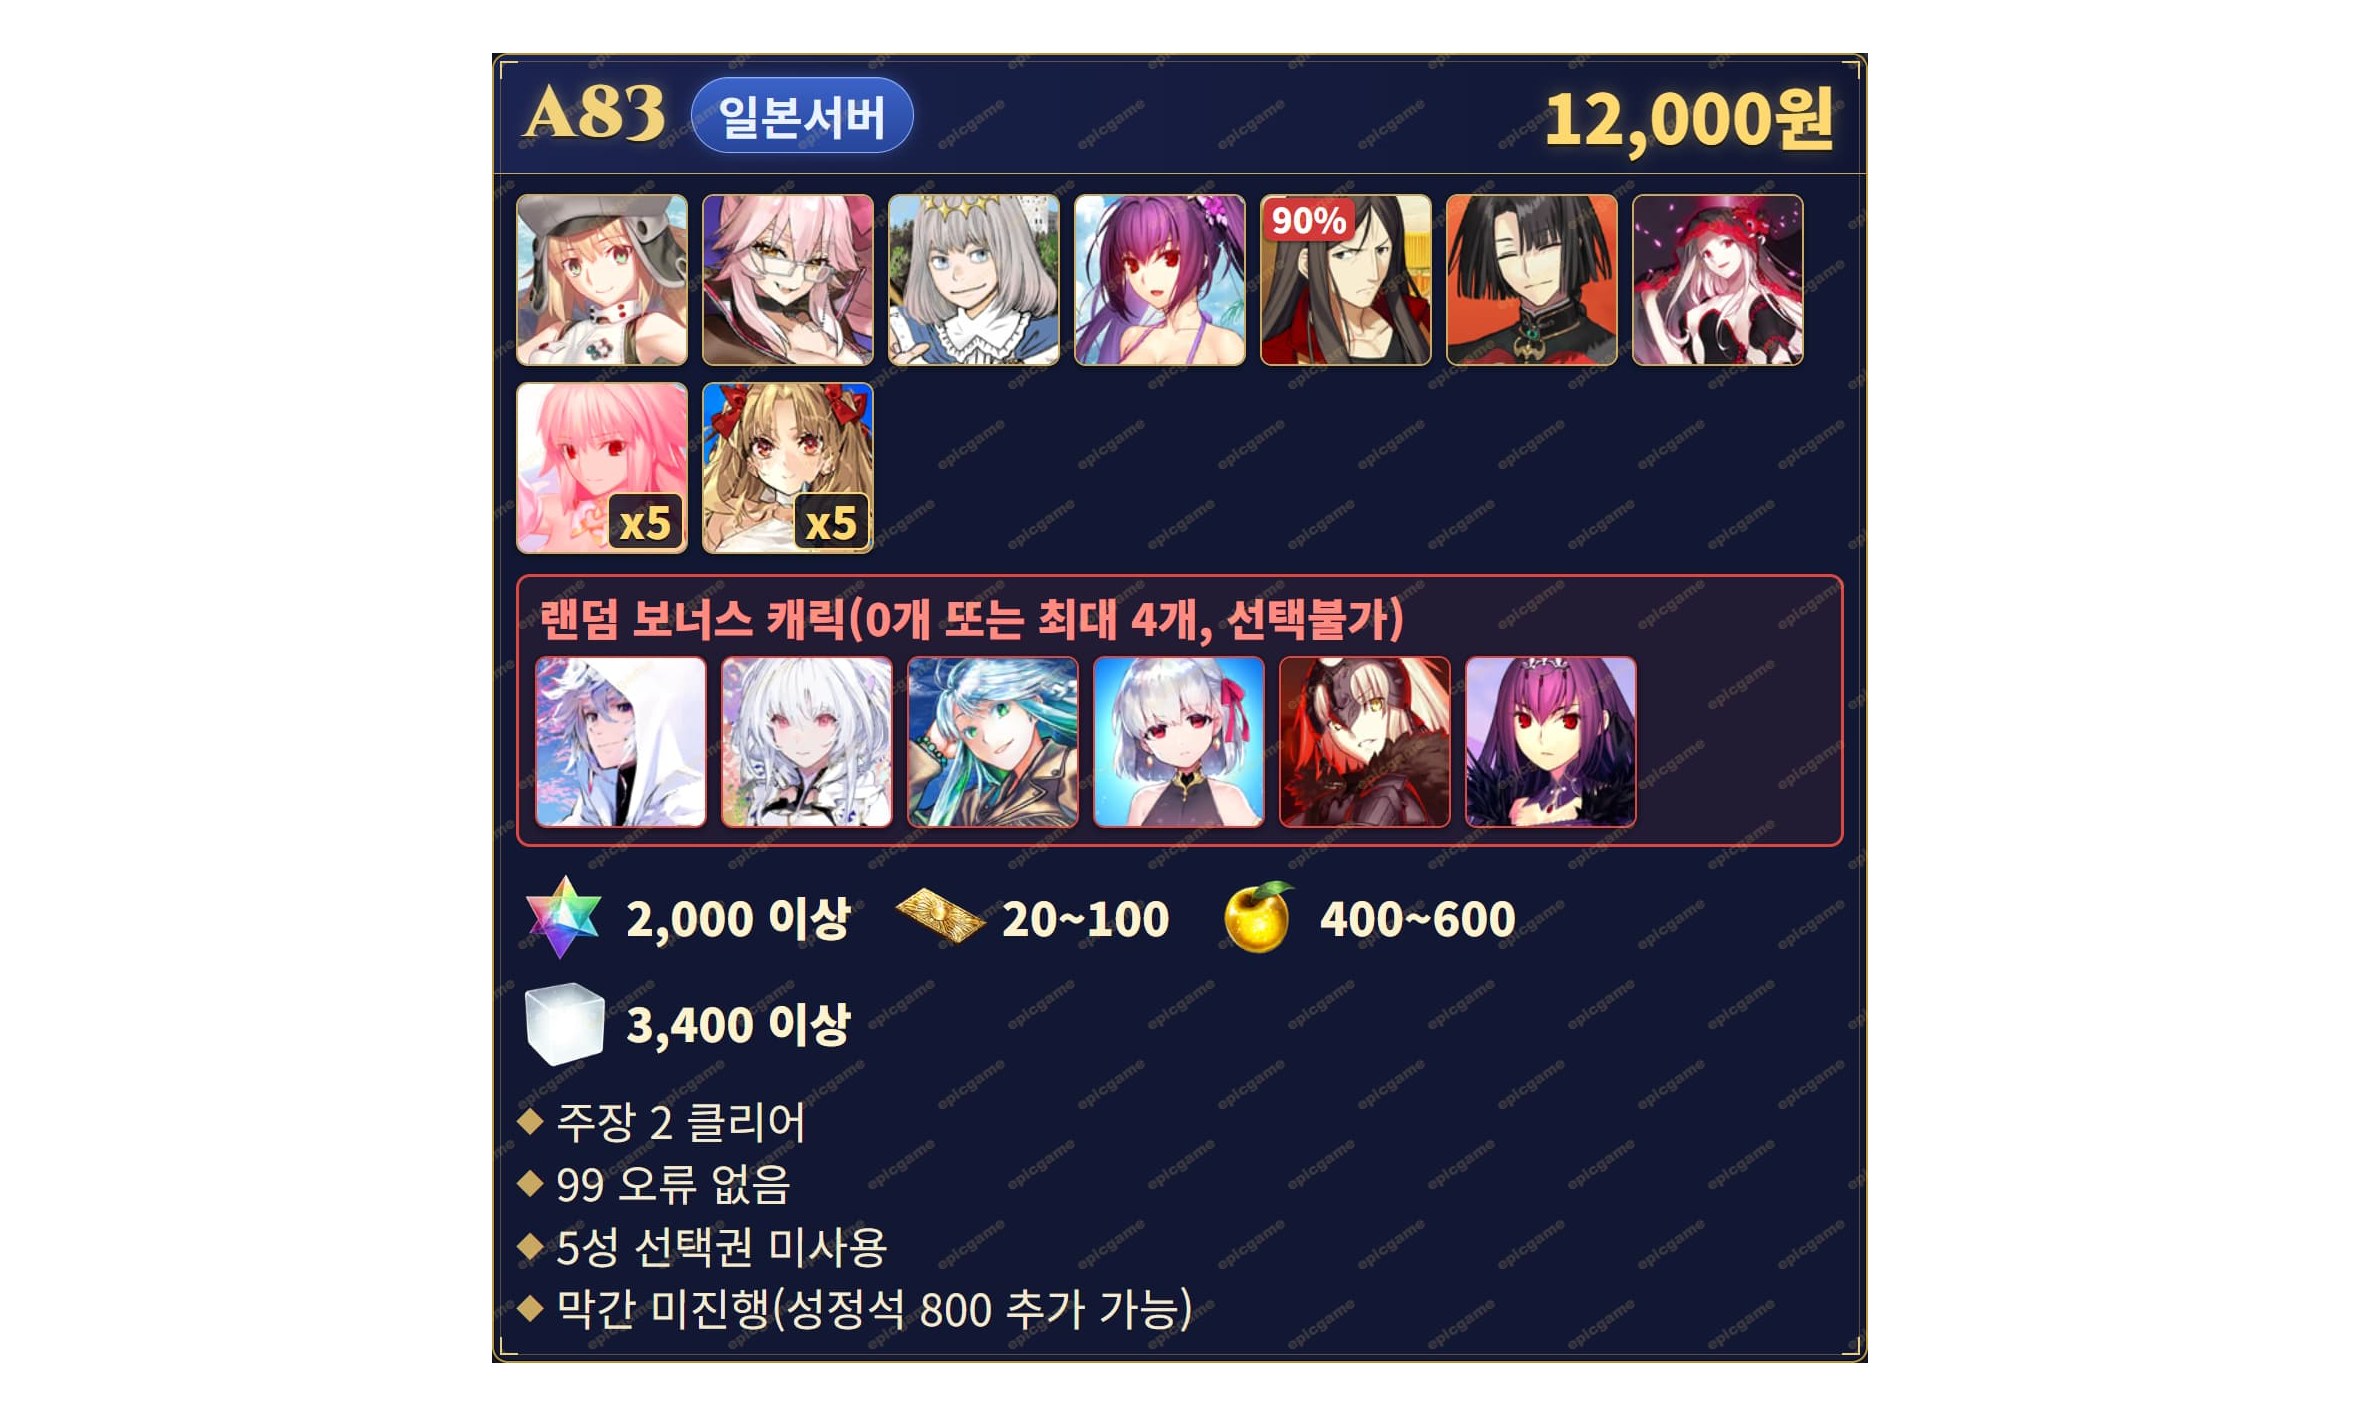 A83 일본서버 12,000원
90%
x5 x5
랜덤 보너스 캐릭(0개 또는 최대 4개, 선택불가)
2,000 이상 20~100 400~600
3,400 이상
주장 2 클리어
99 오류 없음
5성 선택권 미사용
막간 미진행(성정석 800 추가 가능)
epicgame